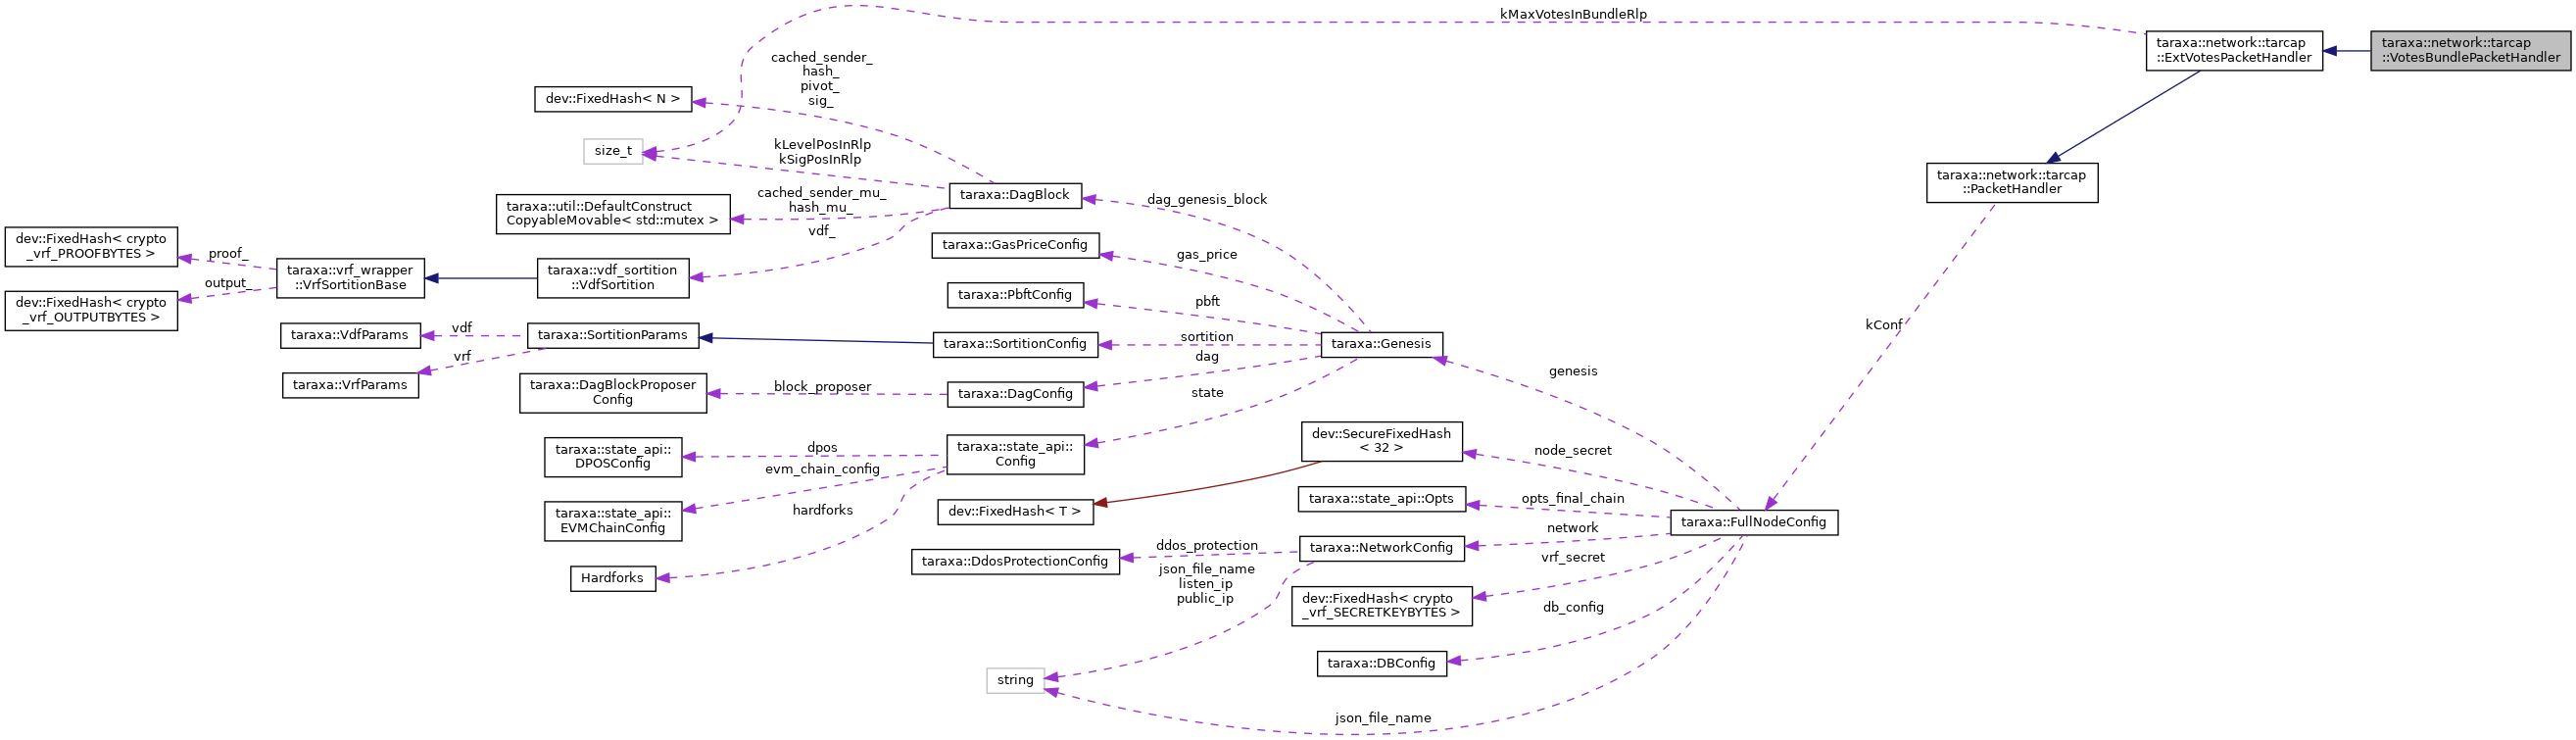 kMaxVotesInBundleRlp
taraxa::network::tarcap
::ExtVotesPacketHandler
taraxa::network::tarcap
::VotesBundlePacketHandler
cached_sender_
hash_
pivot_
sig_
dev::FixedHash< N >
size_t
kLevelPosInRlp
kSigPosInRlp
taraxa::network::tarcap
::PacketHandler
taraxa::DagBlock
dag_genesis_block
cached_sender_mu_
hash_mu_
taraxa::util::DefaultConstruct
CopyableMovable< std::mutex >
vdf_
dev::FixedHash< crypto
_vrf_PROOFBYTES >
proof_
taraxa::GasPriceConfig
gas_price
taraxa::vrf_wrapper
::VrfSortitionBase
taraxa::vdf_sortition
::VdfSortition
output_
dev::FixedHash< crypto
_vrf_OUTPUTBYTES >
taraxa::PbftConfig
pbft
taraxa::VdfParams
vdf
taraxa::SortitionParams
taraxa::SortitionConfig
sortition
taraxa::Genesis
kConf
vrf
dag
taraxa::VrfParams
taraxa::DagBlockProposer
Config
block_proposer
taraxa::DagConfig
state
genesis
taraxa::state_api::
DPOSConfig
dpos
taraxa::state_api::
Config
dev::SecureFixedHash
< 32 >
node_secret
evm_chain_config
taraxa::state_api::
EVMChainConfig
hardforks
dev::FixedHash< T >
taraxa::state_api::Opts
opts_final_chain
taraxa::FullNodeConfig
network
taraxa::NetworkConfig
ddos_protection
taraxa::DdosProtectionConfig
vrf_secret
Hardforks
json_file_name
listen_ip
public_ip
dev::FixedHash< crypto
_vrf_SECRETKEYBYTES >
db_config
taraxa::DBConfig
string
json_file_name